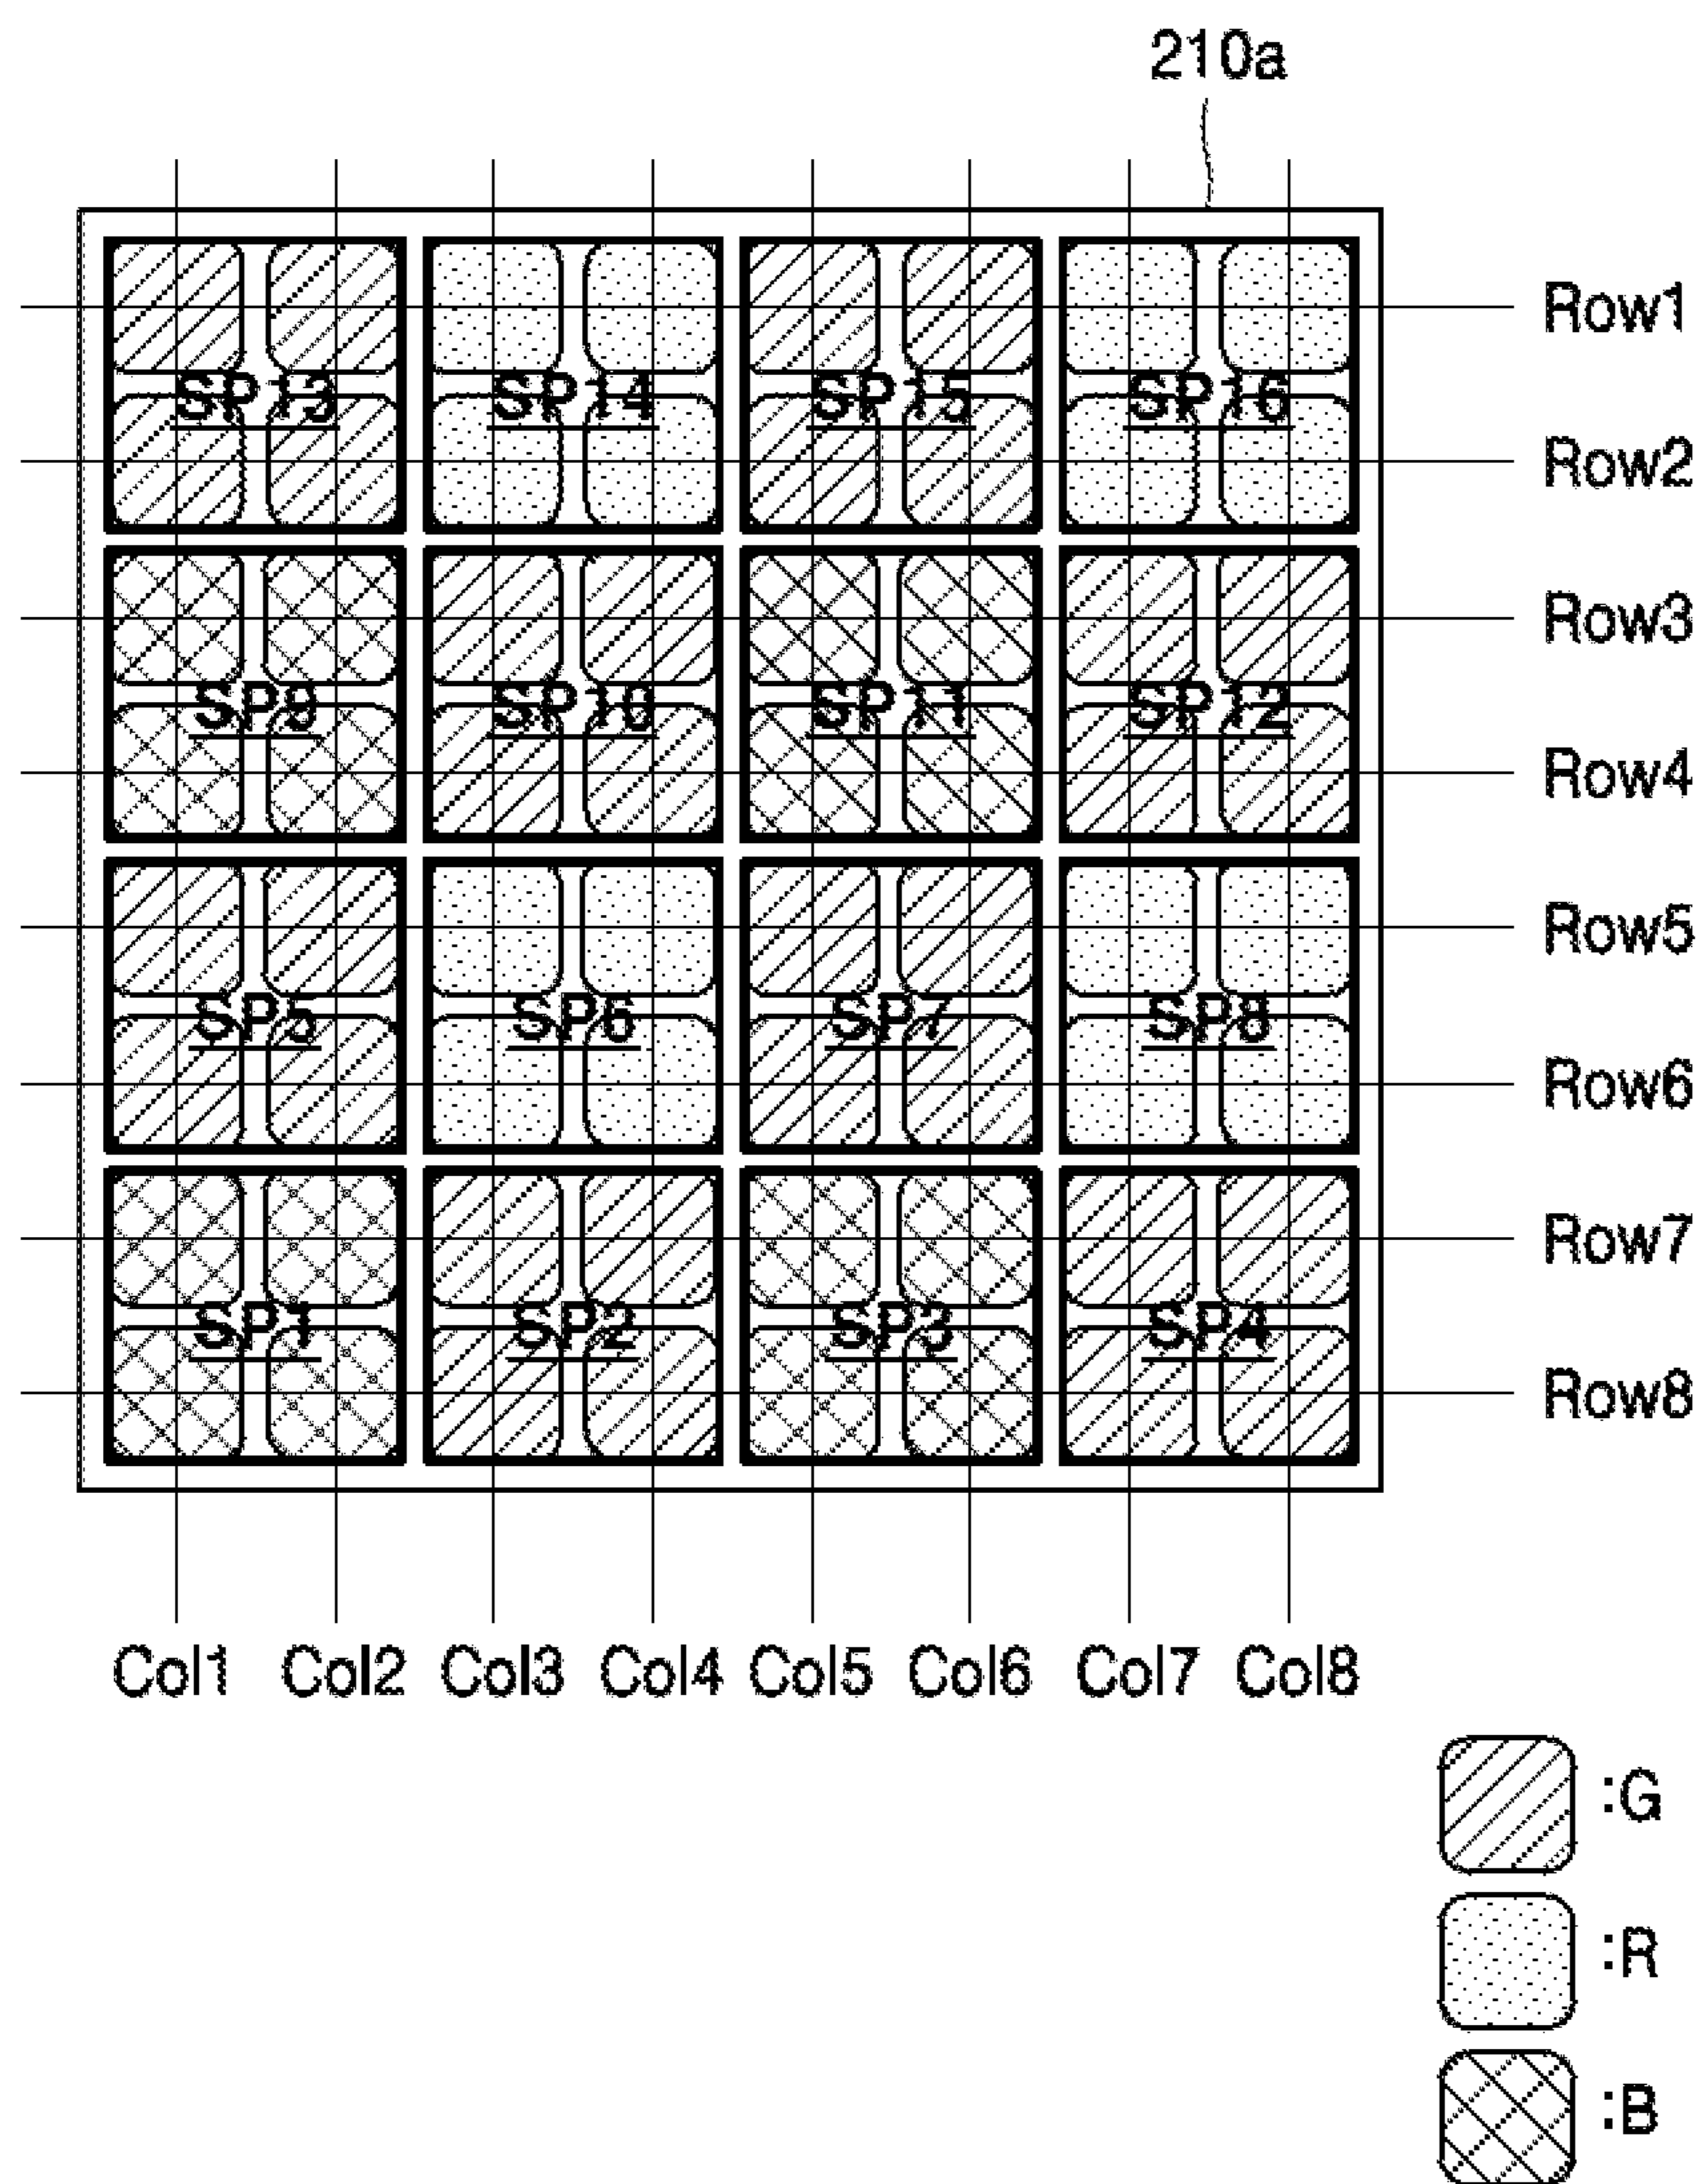 210a
SP13 SP14 SP15 SP16
Row1
Row2
SP9 SP10 SP11 SP12
Row3
Row4
SP5 SP6 SP7 SP8
Row5
Row6
SP1 SP2 SP3 SP4
Row7
Row8
Col1 Col2 Col3 Col4 Col5 Col6 Col7 Col8
:G
:R
:B